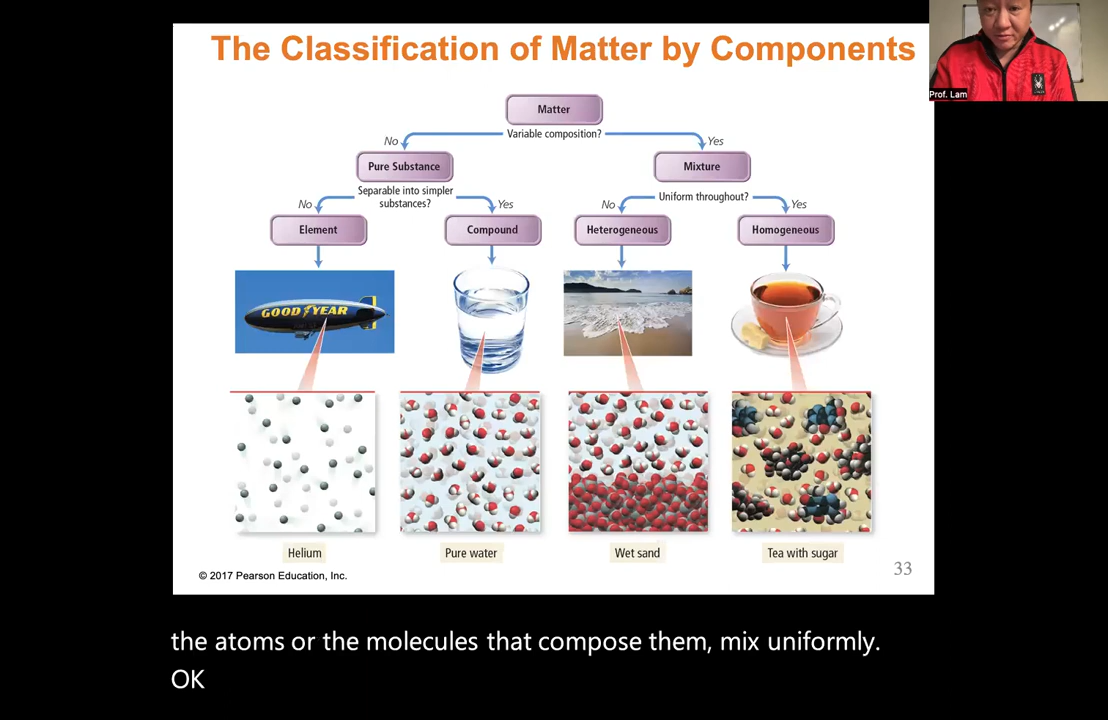 The Classification of Matter by Components
Prof. Lam
Matter
Variable composition?
No
Yes
Pure Substance
Mixture
Separable into simpler
substances?
Uniform throughout?
No
Yes
No
Yes
Element
Compound
Heterogeneous
Homogeneous
GOOD YEAR
Helium
Pure water
Wet sand
Tea with sugar
© 2017 Pearson Education, Inc.
33
the atoms or the molecules that compose them, mix uniformly.
OK